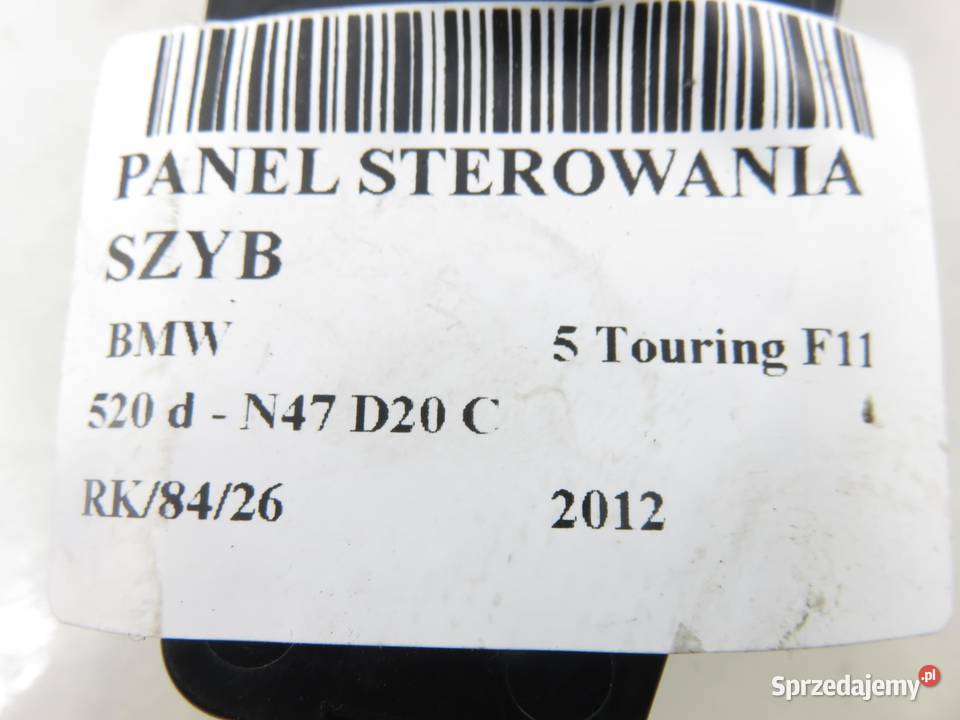 PANEL STEROWANIA
SZYB
BMW 5 Touring F11
520 d - N47 D20 C
RK/84/26 2012
Sprzedajemy.pl